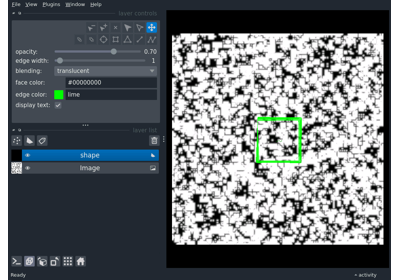 File View Plugins Window Help
layer controls
opacity: 0.70
edge width: 1
blending: translucent
face color: #00000000
edge color: lime
display text:
layer list
shape
Image
Ready
activity